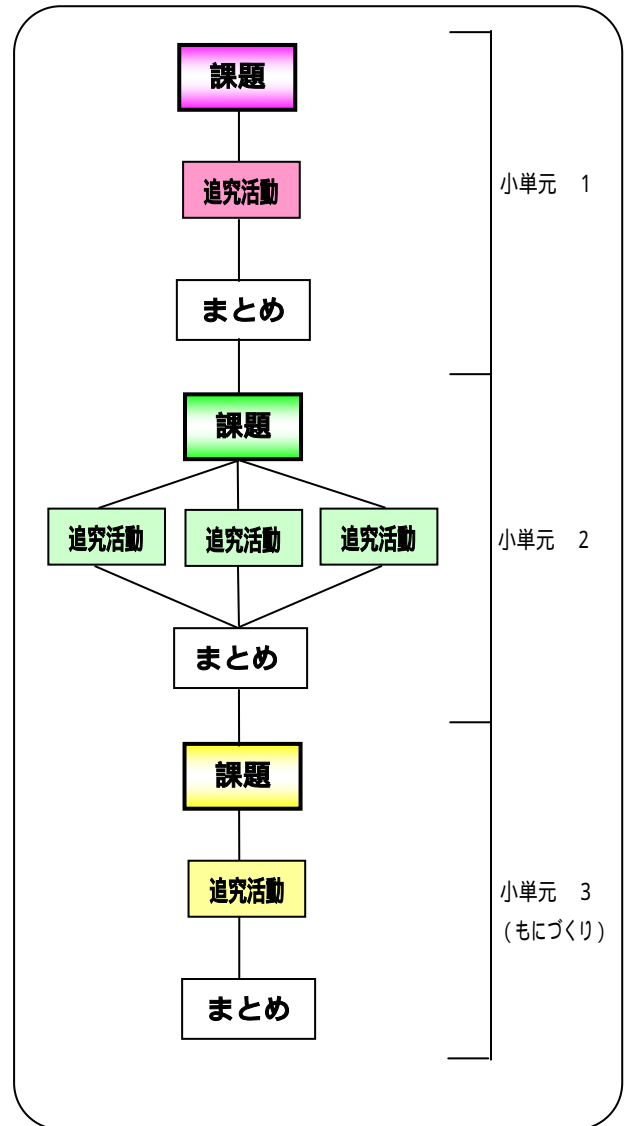 課題
追究活動
小単元　1
まとめ
課題
追究活動　追究活動　追究活動
小単元　2
まとめ
課題
追究活動
小単元　3
(もにづくり)
まとめ